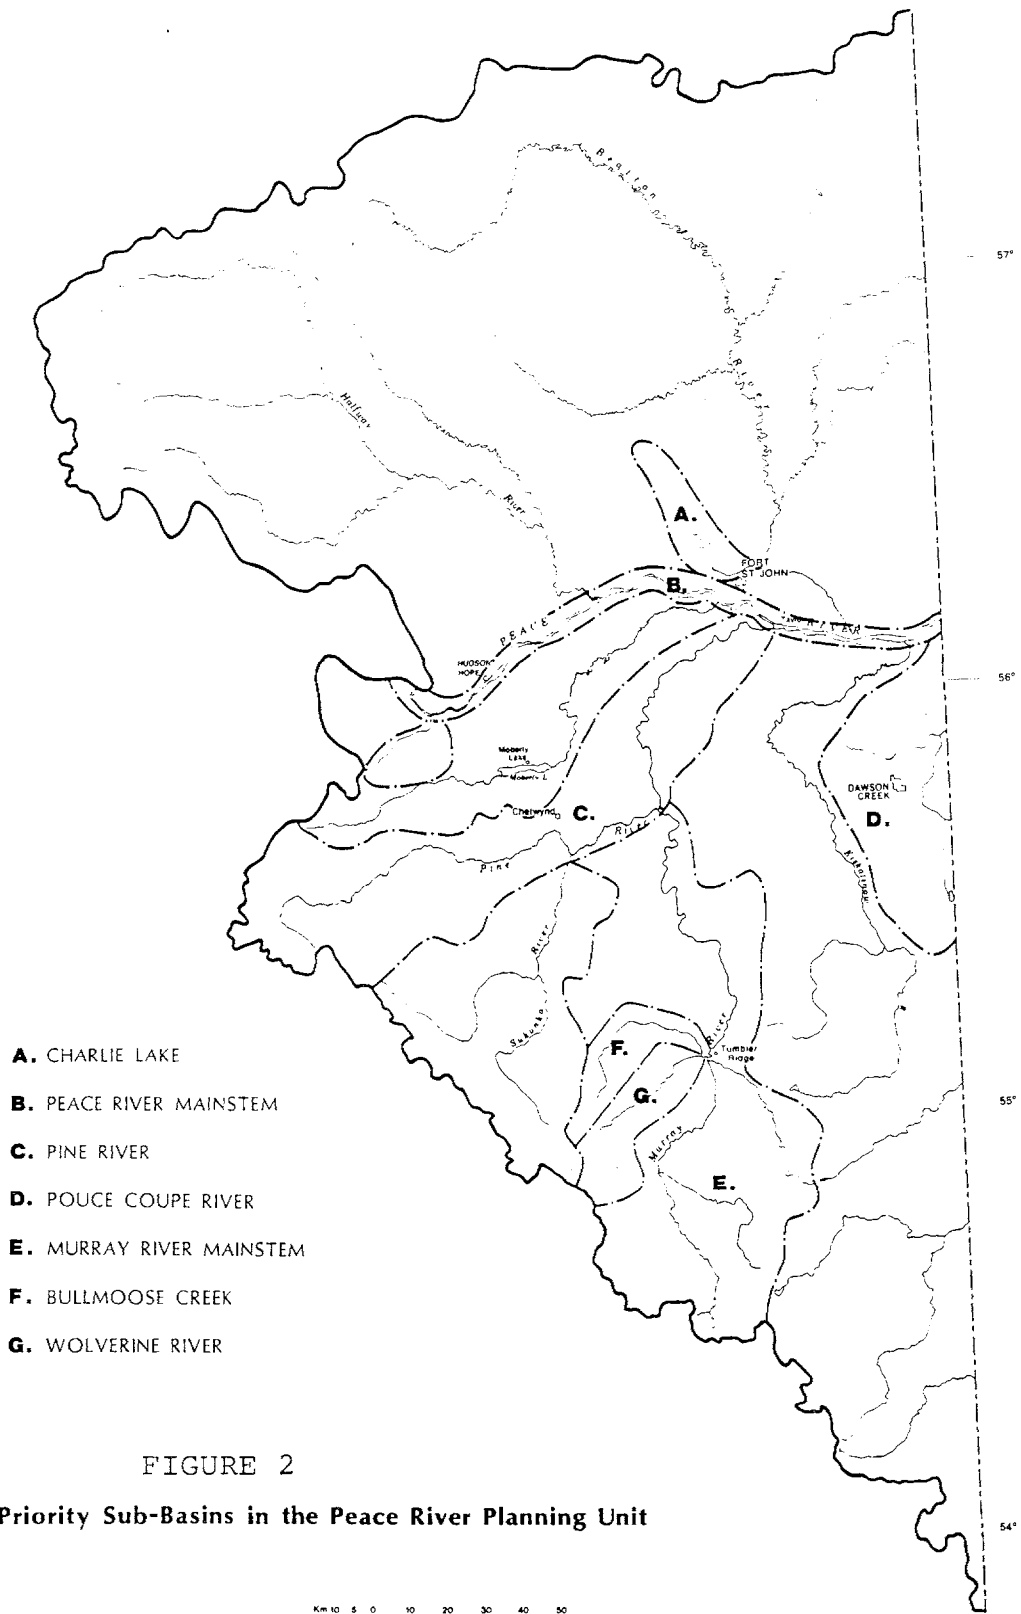 Beatton
57°
River
Halfway
River
A.
FORT
ST JOHN
B.
PEACE
RIVER
HUDSON
HOPE
56°
Moberly
Lake
Moberly L.
DAWSON
CREEK
Chetwynd
C.
D.
River
Pine
Kiskatinaw
River
Sukunka
River
F.
Tumbler
Ridge
G.
55°
Murray
E.
A. CHARLIE LAKE
B. PEACE RIVER MAINSTEM
C. PINE RIVER
D. POUCE COUPE RIVER
E. MURRAY RIVER MAINSTEM
F. BULLMOOSE CREEK
G. WOLVERINE RIVER
FIGURE 2
Priority Sub-Basins in the Peace River Planning Unit
54°
Km 10 5 0 10 20 30 40 50